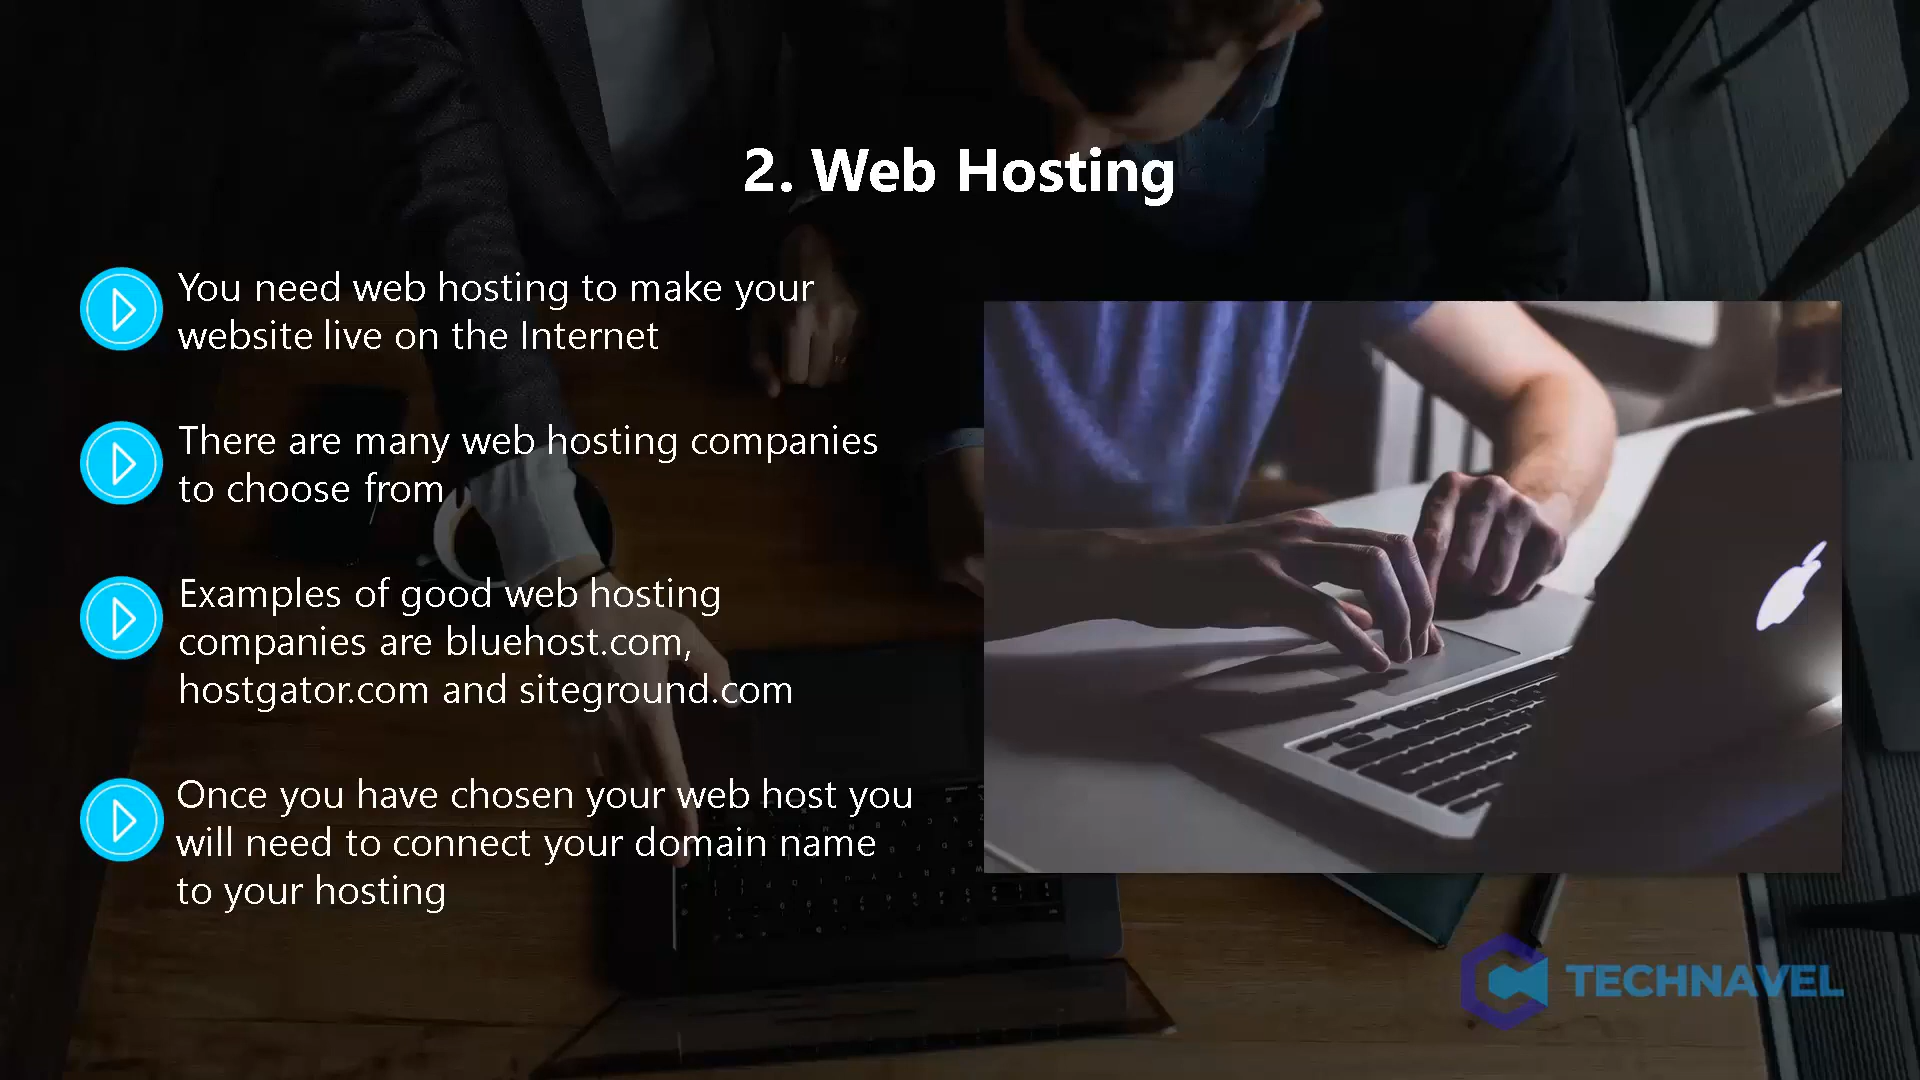 2. Web Hosting
You need web hosting to make your
website live on the Internet
There are many web hosting companies
to choose from
Examples of good web hosting
companies are bluehost.com,
hostgator.com and siteground.com
Once you have chosen your web host you
will need to connect your domain name
to your hosting
TECHNAVEL